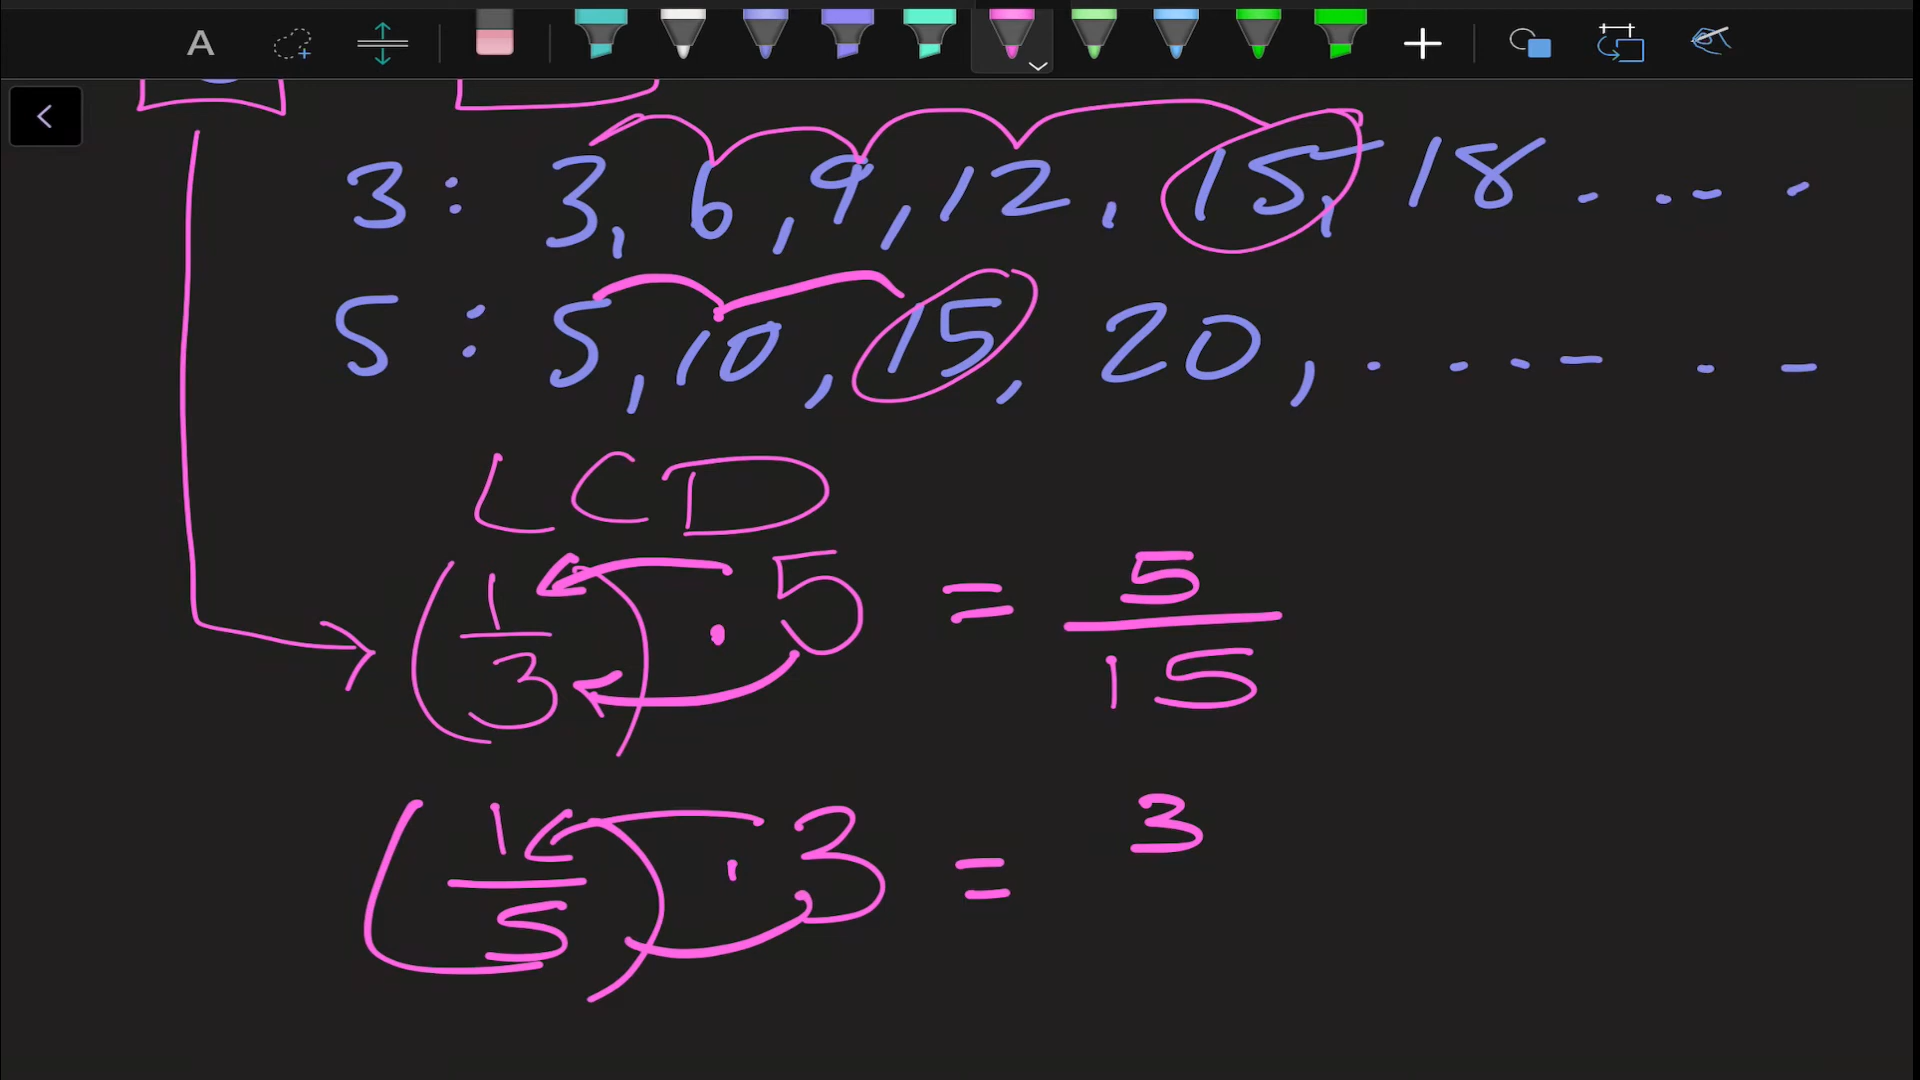 A
3 : 3, 6, 9, 12, 15, 18 . . - .
5 : 5, 10, 15, 20, . . . - . -
LCD
(1/3) · 5 = 5/15
(1/5) · 3 = 3